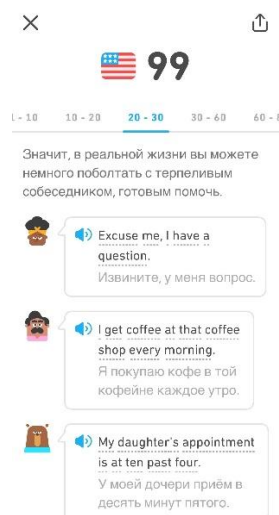 99
10 - 20
20 - 30
30 - 60
Значит, в реальной жизни вы можете
немного поболтать с терпеливым
собеседником, готовым помочь.
Excuse me, I have a
question.
Извините, у меня вопрос.
I get coffee at that coffee
shop every morning.
Я покупаю кофе в той
кофейне каждое утро.
My daughter's appointment
is at ten past four.
У моей дочери приём в
десять минут пятого.